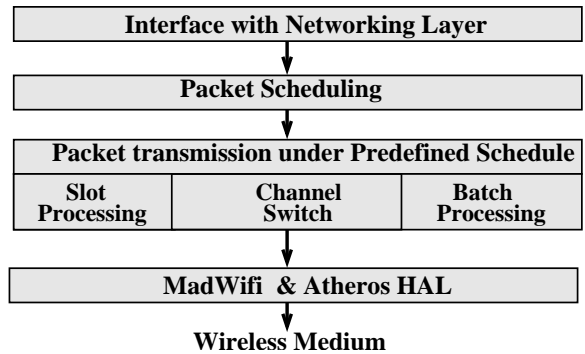 Interface with Networking Layer
Packet Scheduling
Packet transmission under Predefined Schedule
Slot
Processing
Channel
Switch
Batch
Processing
MadWifi & Atheros HAL
Wireless Medium